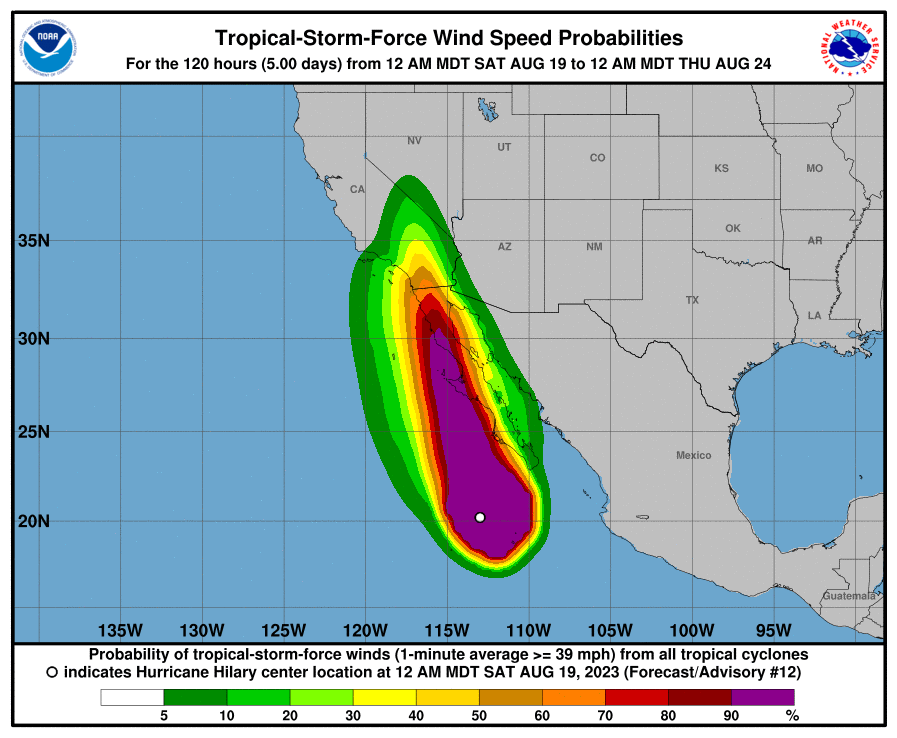 NOAA
NATIONAL WEATHER SERVICE
Tropical-Storm-Force Wind Speed Probabilities
For the 120 hours (5.00 days) from 12 AM MDT SAT AUG 19 to 12 AM MDT THU AUG 24
NV
UT
CO
KS
MO
CA
AZ
NM
OK
AR
TX
LA
Mexico
Guatemala
35N
30N
25N
20N
135W 130W 125W 120W 115W 110W 105W 100W 95W
Probability of tropical-storm-force winds (1-minute average >= 39 mph) from all tropical cyclones
indicates Hurricane Hilary center location at 12 AM MDT SAT AUG 19, 2023 (Forecast/Advisory #12)
5 10 20 30 40 50 60 70 80 90 %